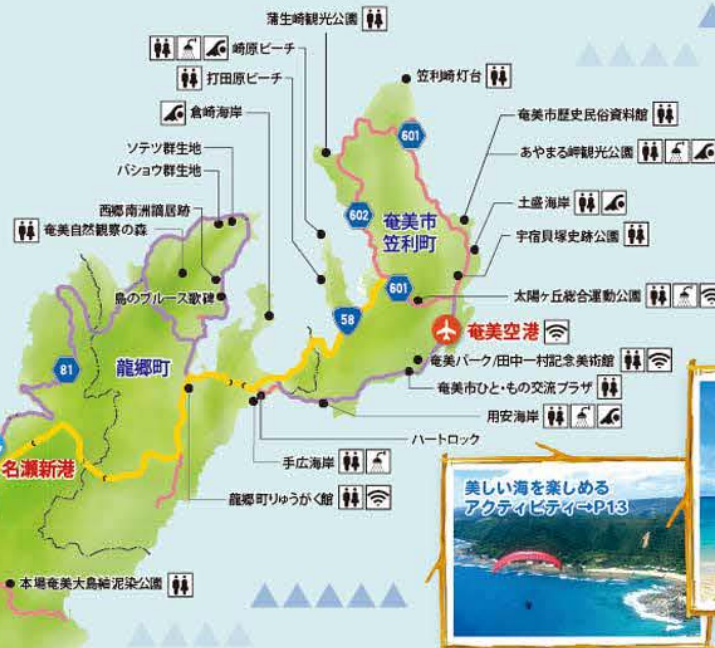 蒲生崎観光公園
崎原ビーチ
打田原ビーチ
笠利崎灯台
倉崎海岸
601
奄美市歴史民俗資料館
あやまる岬観光公園
ソテツ群生地
バショウ群生地
土盛海岸
西郷南洲謫居跡
602
奄美市
笠利町
宇宿貝塚史跡公園
奄美自然観察の森
島のブルース歌碑
601
太陽ヶ丘総合運動公園
58
奄美空港
81
龍郷町
奄美パーク/田中一村記念美術館
奄美市ひと・もの交流プラザ
用安海岸
ハートロック
名瀬新港
手広海岸
龍郷町りゅうがく館
美しい海を楽しめる
アクティビティ→P13
本場奄美大島紬泥染公園